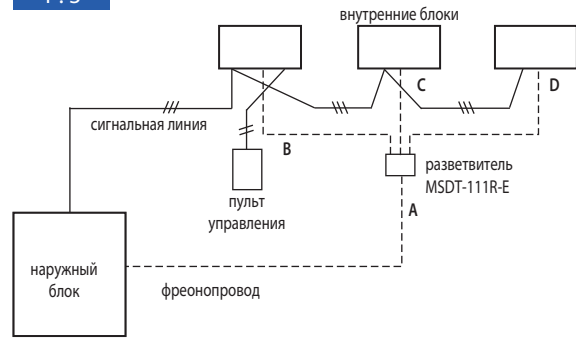 внутренние блоки
C
D
сигнальная линия
B
разветвитель
MSDT-111R-E
пульт
управления
A
наружный
блок
фреонопровод